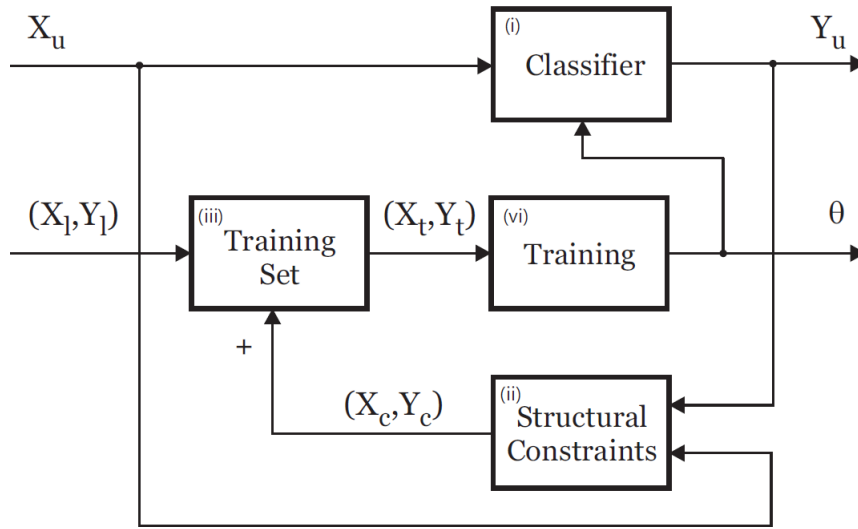 X_u
(i)
Classifier
Y_u
(X_l,Y_l)
(iii)
Training
Set
(X_t,Y_t)
(vi)
Training
θ
+
(X_c,Y_c)
(ii)
Structural
Constraints